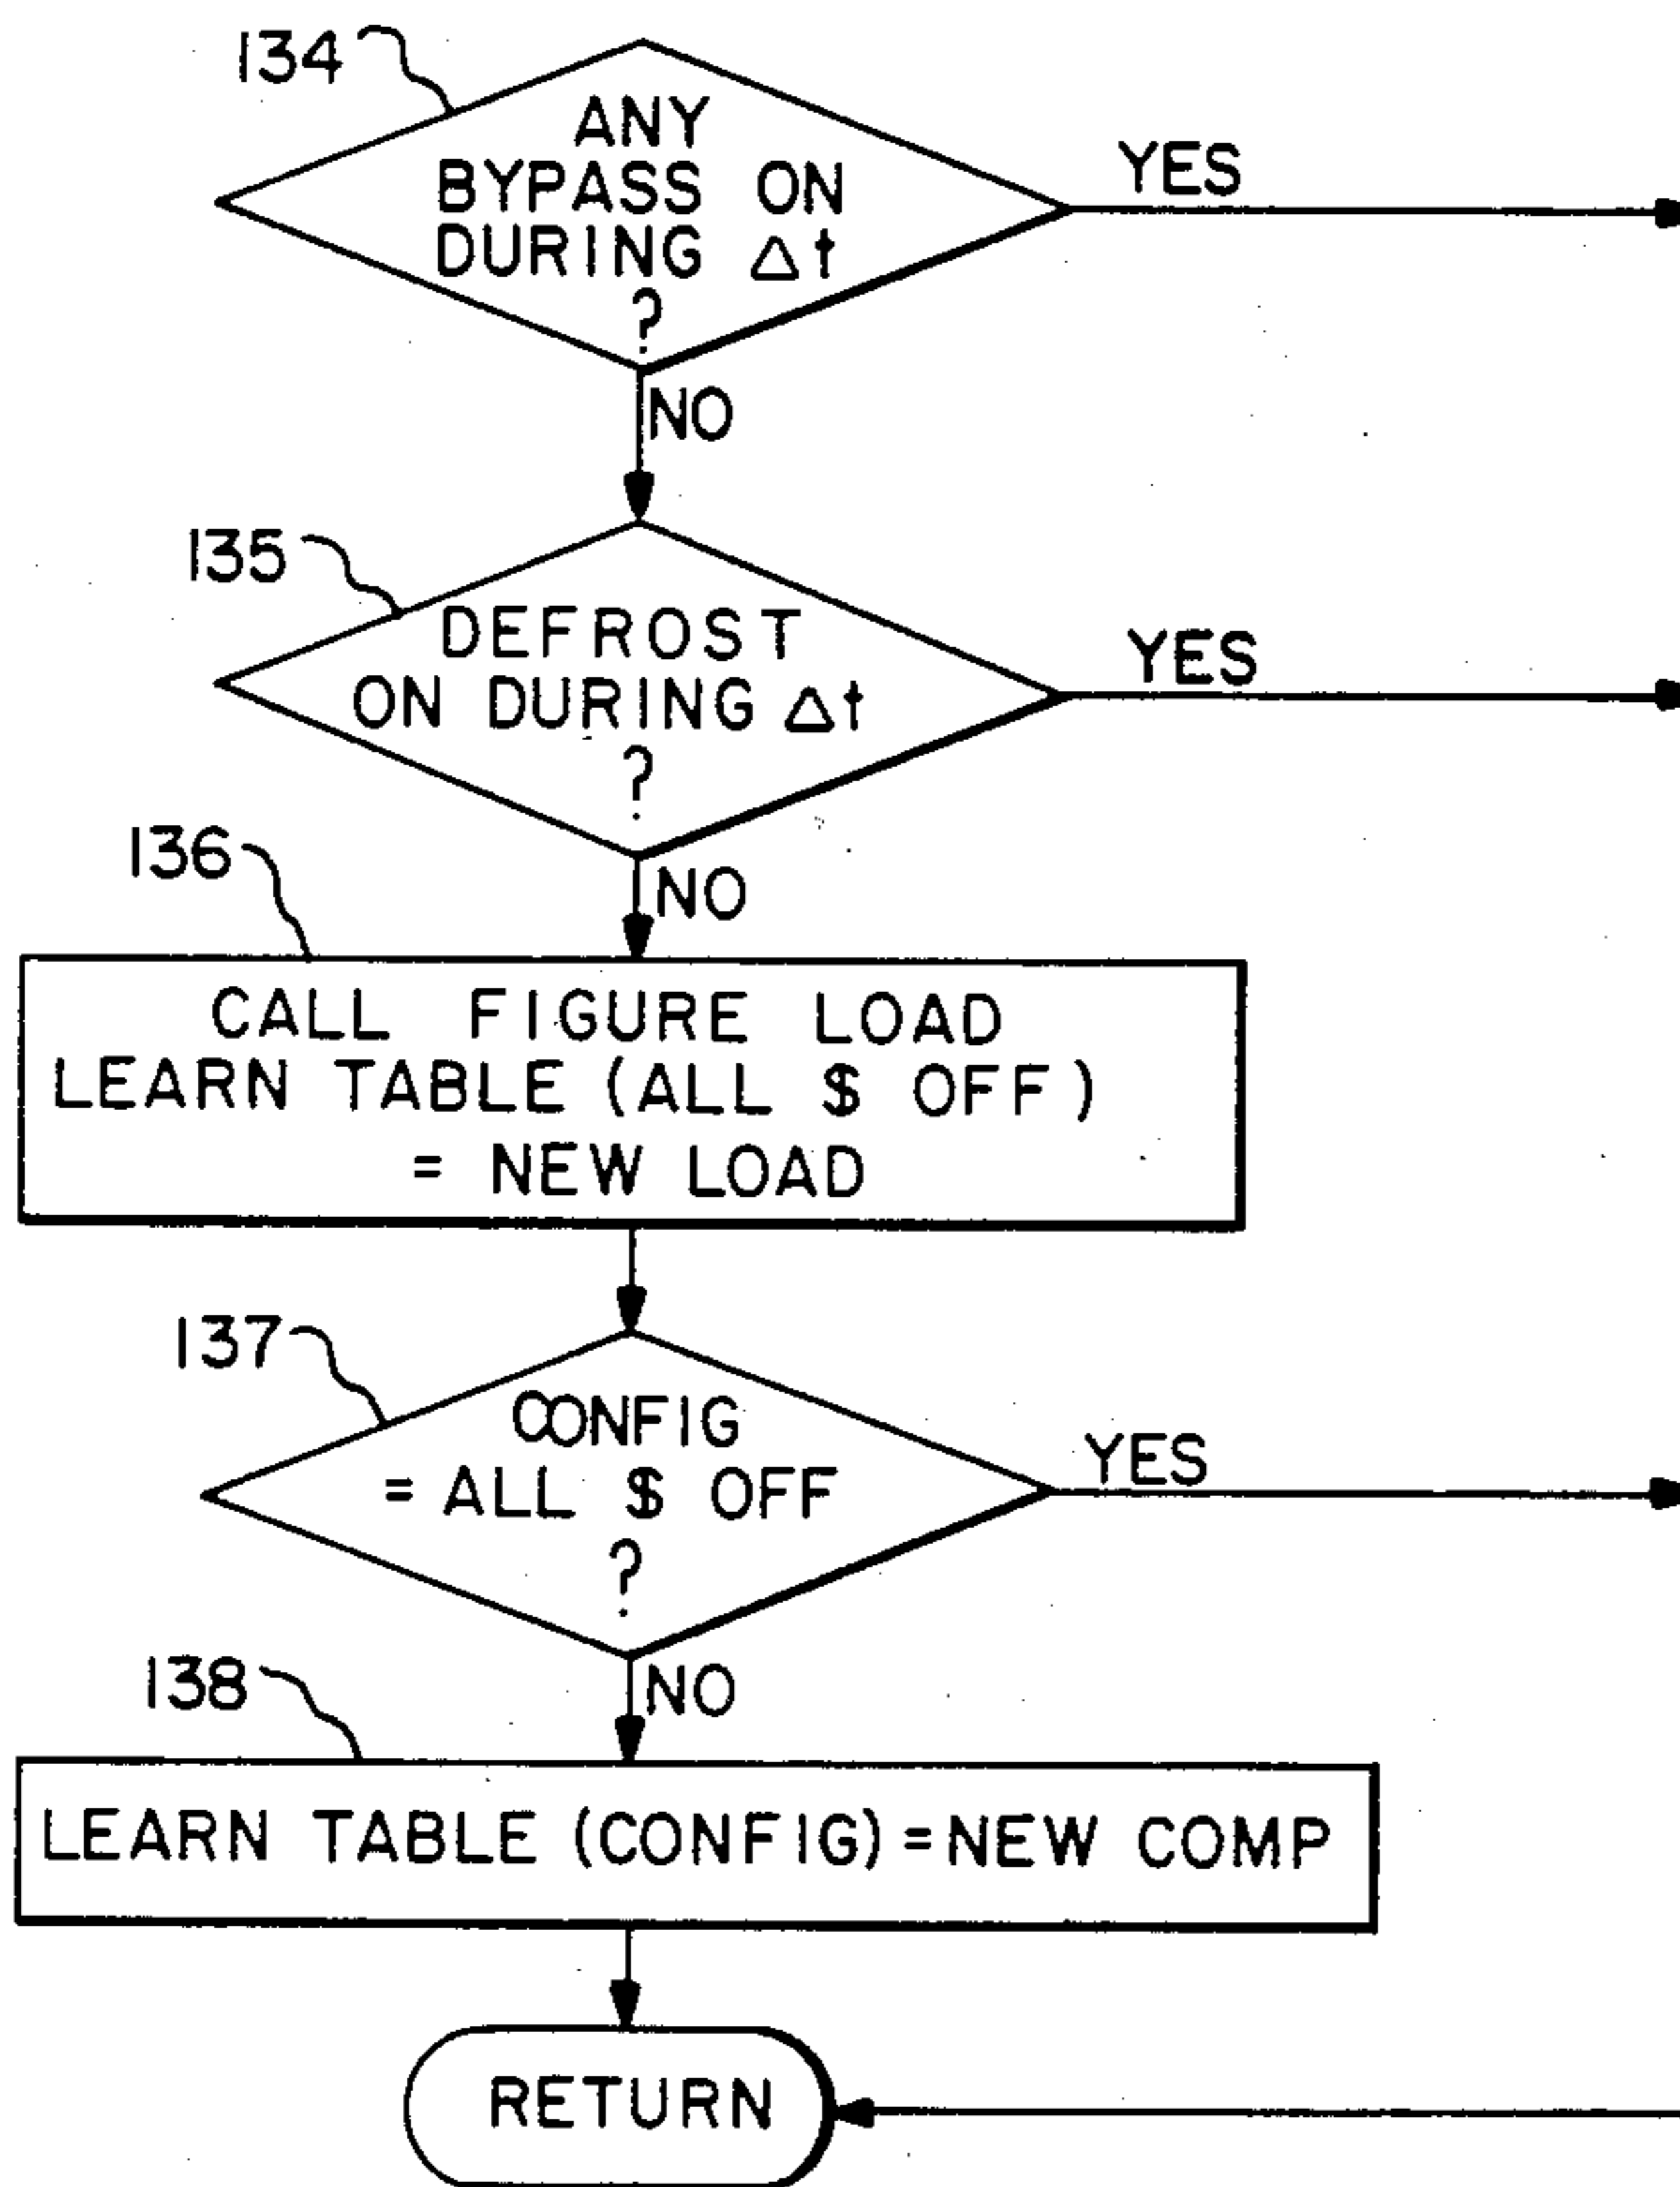 134
ANY
BYPASS ON
DURING Δt
?
YES
NO
135
DEFROST
ON DURING Δt
?
YES
NO
136
CALL FIGURE LOAD
LEARN TABLE (ALL $ OFF)
= NEW LOAD
137
CONFIG
= ALL $ OFF
?
YES
NO
138
LEARN TABLE (CONFIG) = NEW COMP
RETURN